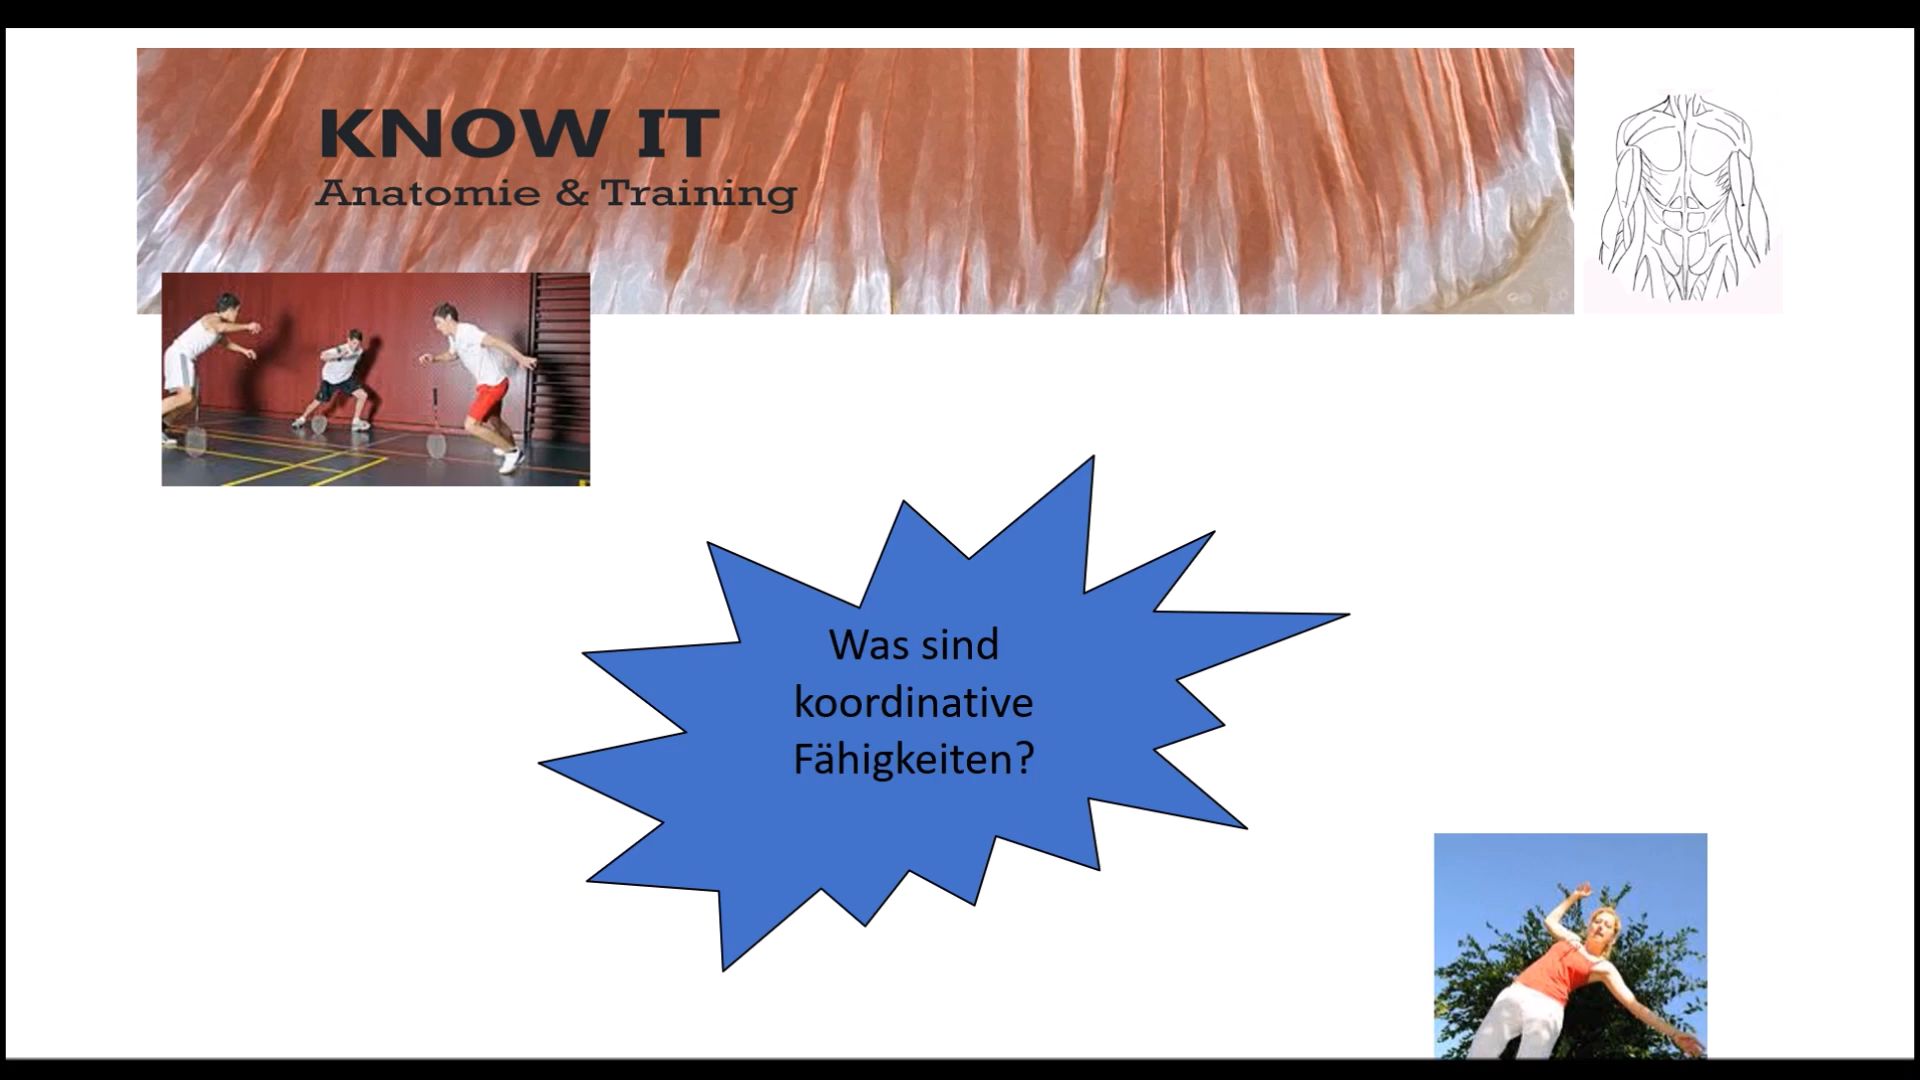 KNOW IT
Anatomie & Training
Was sind
koordinative
Fähigkeiten?